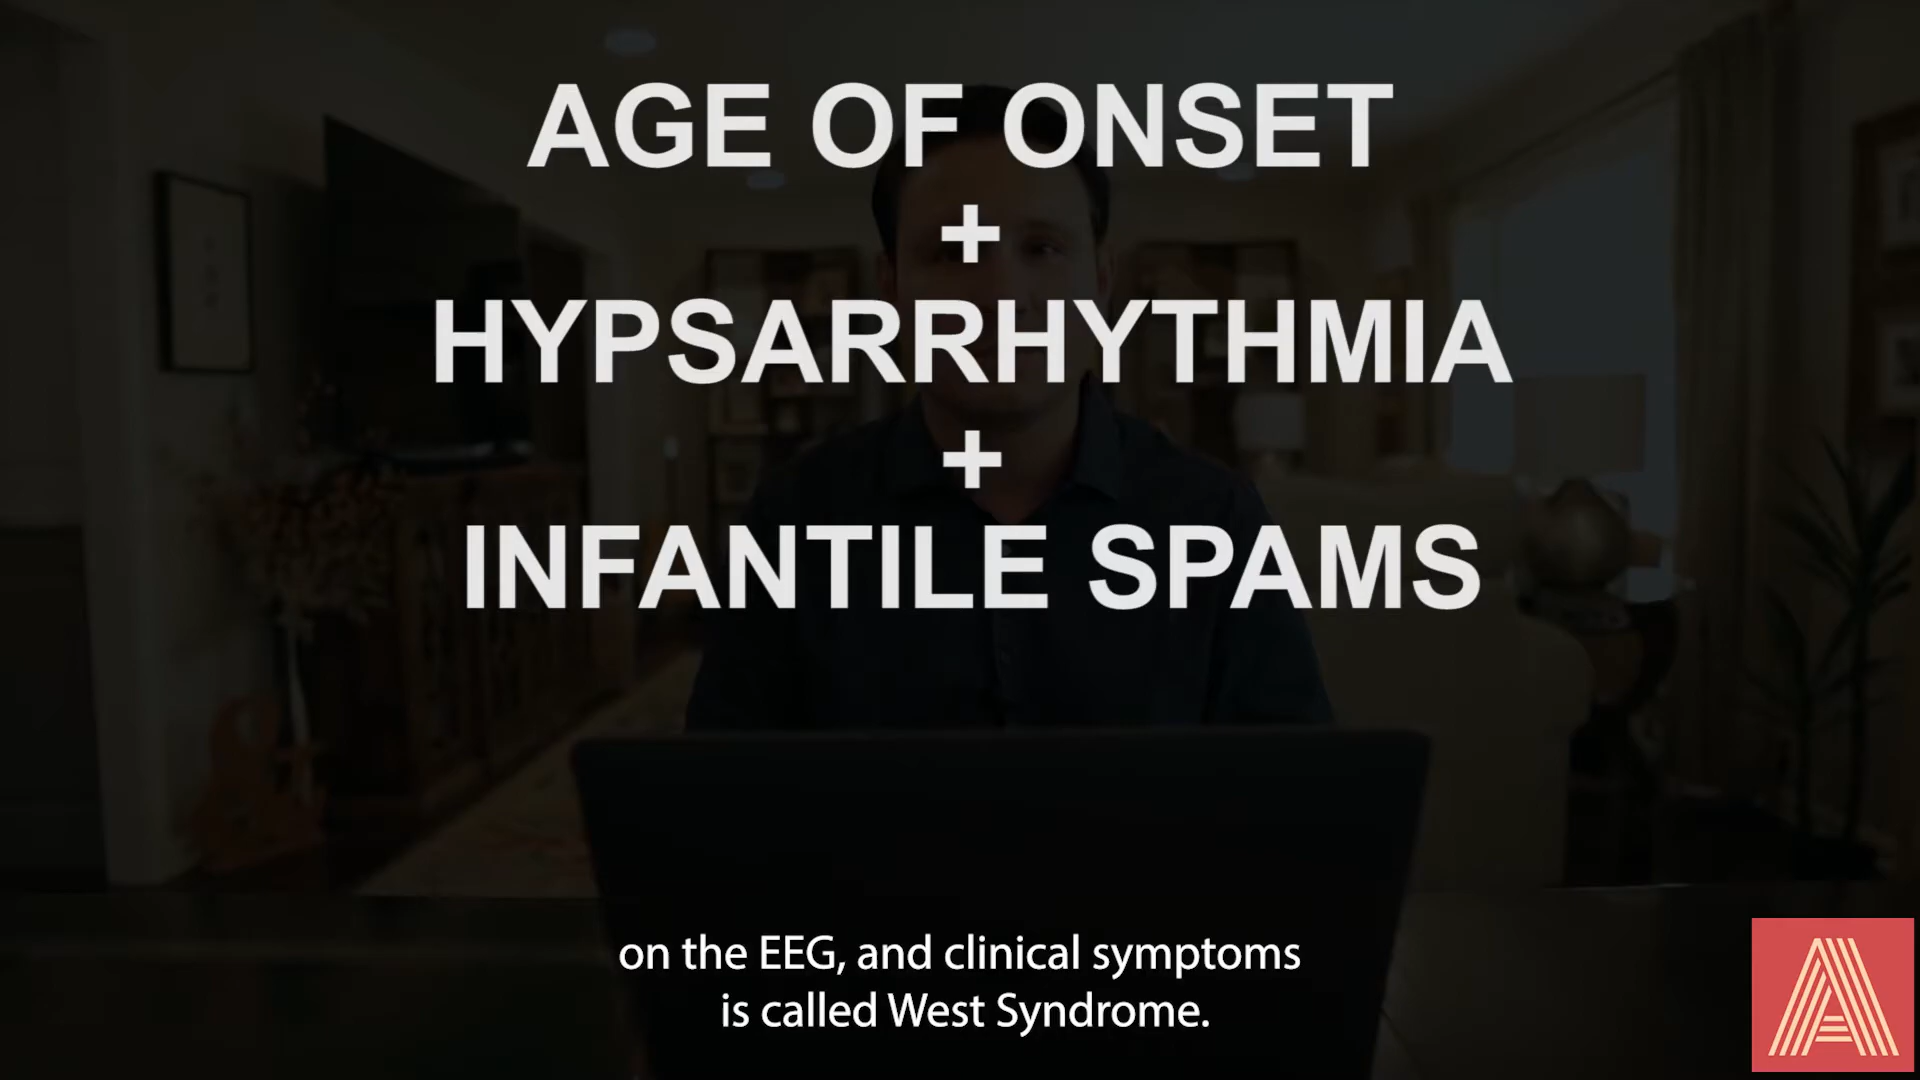 AGE OF ONSET
+
HYPSARRHYTHMIA
+
INFANTILE SPAMS
on the EEG, and clinical symptoms
is called West Syndrome.
A